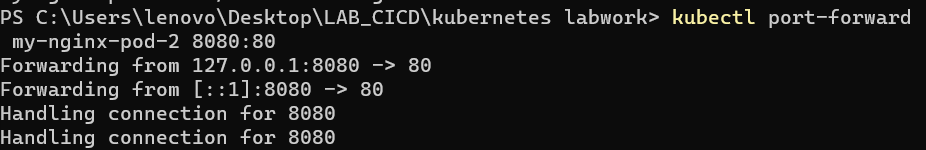 PS C:\Users\lenovo\Desktop\LAB_CICD\kubernetes labwork> kubectl port-forward
my-nginx-pod-2 8080:80
Forwarding from 127.0.0.1:8080 -> 80
Forwarding from [::1]:8080 -> 80
Handling connection for 8080
Handling connection for 8080